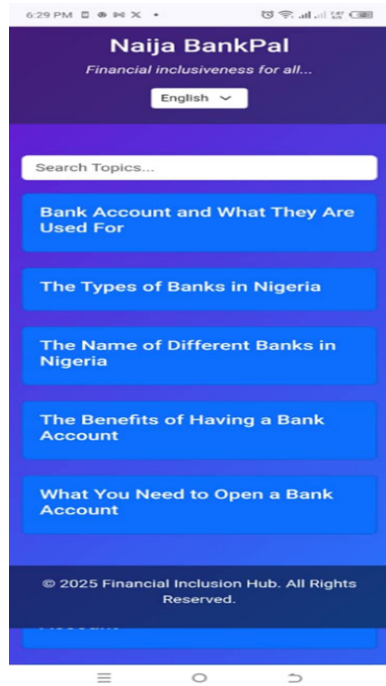 6:29 PM
Naija BankPal
Financial inclusiveness for all...
English
Search Topics...
Bank Account and What They Are
Used For
The Types of Banks in Nigeria
The Name of Different Banks in
Nigeria
The Benefits of Having a Bank
Account
What You Need to Open a Bank
Account
© 2025 Financial Inclusion Hub. All Rights
Reserved.